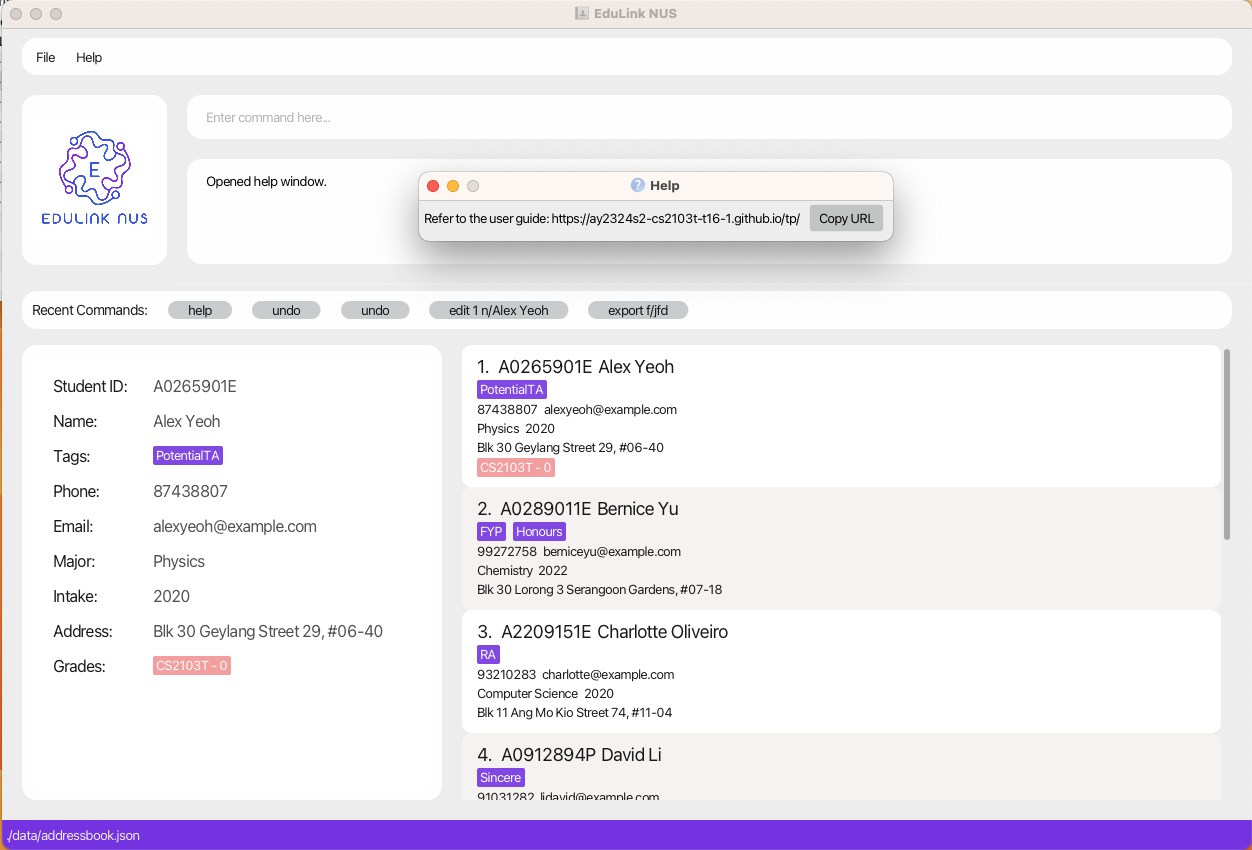 EduLink NUS
File Help
E
EDULINK NUS
Enter command here...
Opened help window.
Help
Refer to the user guide: https://ay2324s2-cs2103t-t16-1.github.io/tp/ Copy URL
Recent Commands: help undo undo edit 1 n/Alex Yeoh export f/jfd
Student ID: A0265901E
Name: Alex Yeoh
Tags: PotentialTA
Phone: 87438807
Email: alexyeoh@example.com
Major: Physics
Intake: 2020
Address: Blk 30 Geylang Street 29, #06-40
Grades: CS2103T - 0
1. A0265901E Alex Yeoh
PotentialTA
87438807 alexyeoh@example.com
Physics 2020
Blk 30 Geylang Street 29, #06-40
CS2103T - 0
2. A0289011E Bernice Yu
FYP Honours
99272758 berniceyu@example.com
Chemistry 2022
Blk 30 Lorong 3 Serangoon Gardens, #07-18
3. A2209151E Charlotte Oliveiro
RA
93210283 charlotte@example.com
Computer Science 2020
Blk 11 Ang Mo Kio Street 74, #11-04
4. A0912894P David Li
Sincere
91031282 lidavid@example.com
./data/addressbook.json